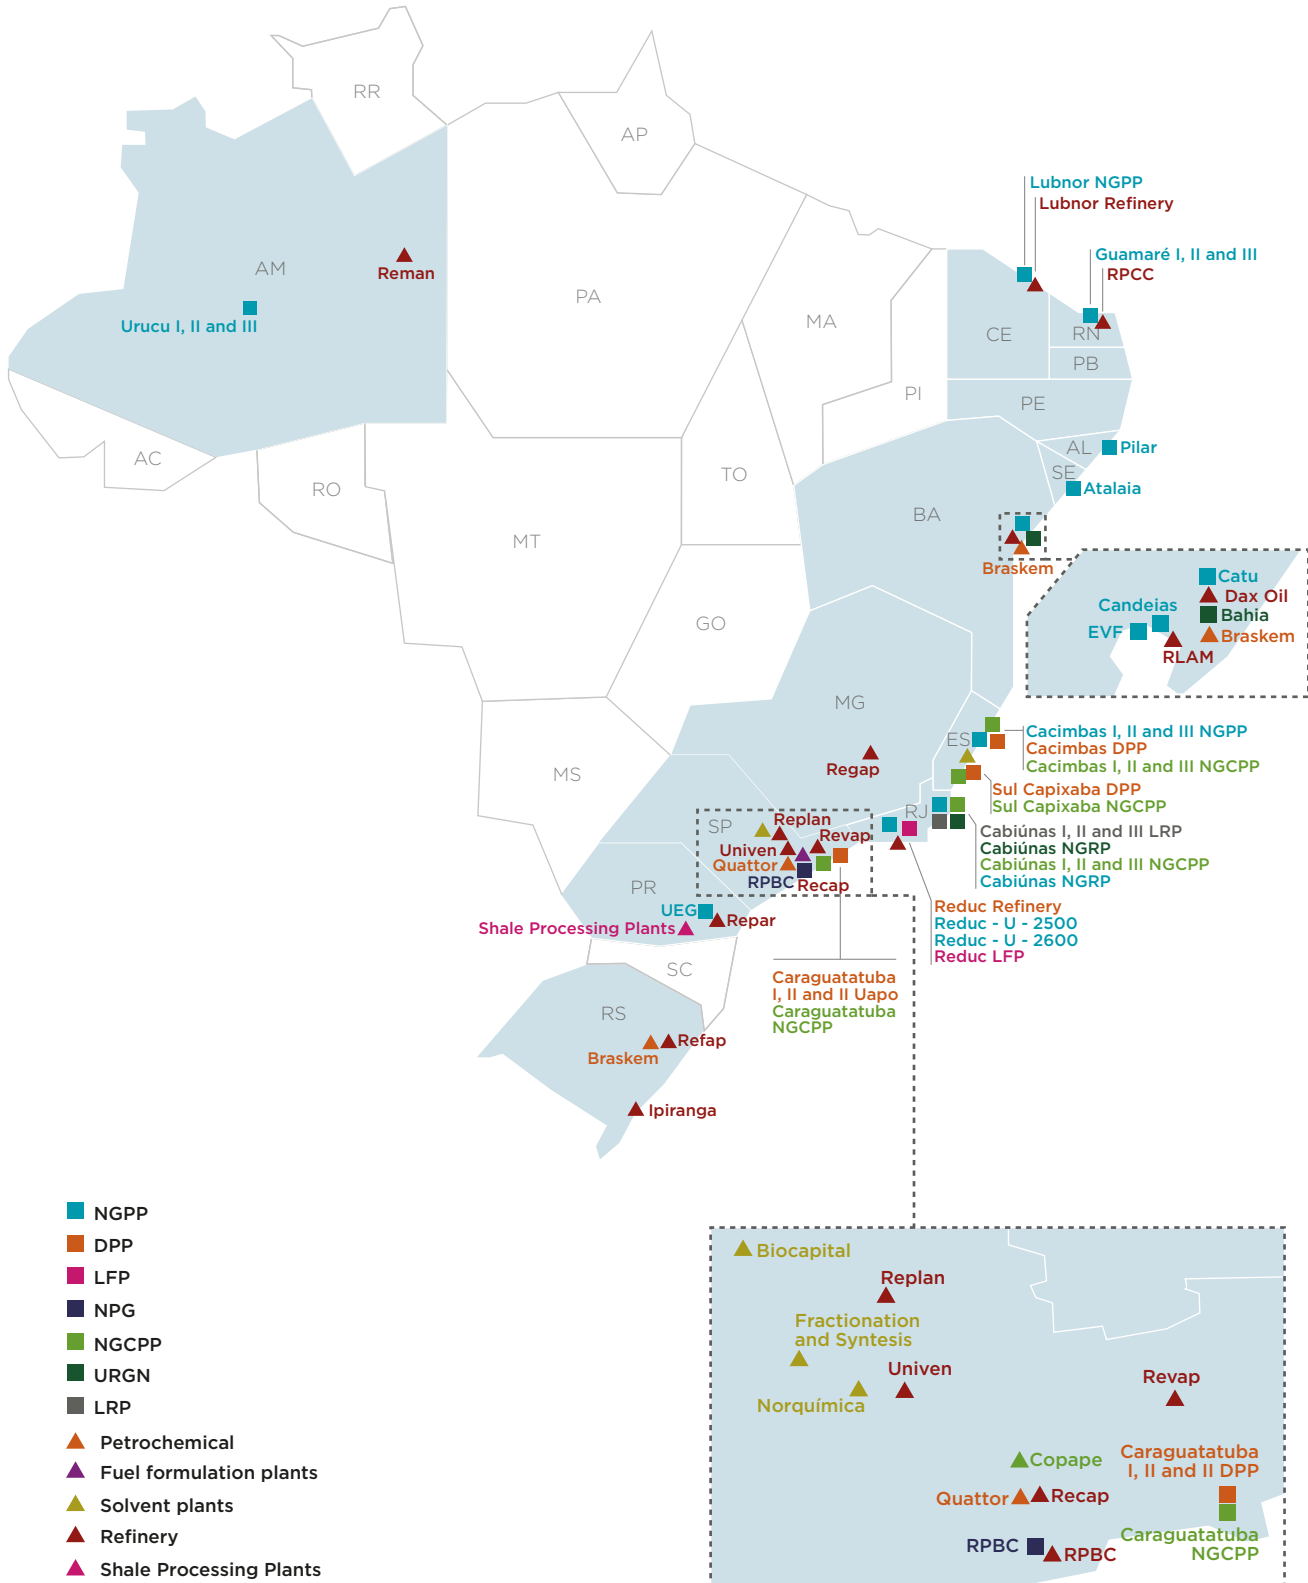 RR
AP
AM
Reman
Urucu I, II and III
PA
MA
PI
CE
RN
PB
PE
AL
SE
BA
AC
RO
TO
MT
GO
MG
MS
ES
RJ
SP
PR
SC
RS
Lubnor NGPP
Lubnor Refinery
Guamaré I, II and III
RPCC
Pilar
Atalaia
Braskem
Catu
Dax Oil
Bahia
Braskem
Candeias
EVF
RLAM
Regap
Cacimbas I, II and III NGPP
Cacimbas DPP
Cacimbas I, II and III NGCPP
Sul Capixaba DPP
Sul Capixaba NGCPP
Cabiúnas I, II and III LRP
Cabiúnas NGRP
Cabiúnas I, II and III NGCPP
Cabiúnas NGRP
Reduc Refinery
Reduc - U - 2500
Reduc - U - 2600
Reduc LFP
Replan
Revap
Univen
Quattor
RPBC
Recap
UEG
Repar
Shale Processing Plants
Caraguatatuba
I, II and II Uapo
Caraguatatuba
NGCPP
Refap
Braskem
Ipiranga
NGPP
DPP
LFP
NPG
NGCPP
URGN
LRP
Petrochemical
Fuel formulation plants
Solvent plants
Refinery
Shale Processing Plants
Biocapital
Replan
Fractionation
and Syntesis
Univen
Norquímica
Revap
Copape
Quattor
Recap
Caraguatatuba
I, II and II DPP
Caraguatatuba
NGCPP
RPBC
RPBC